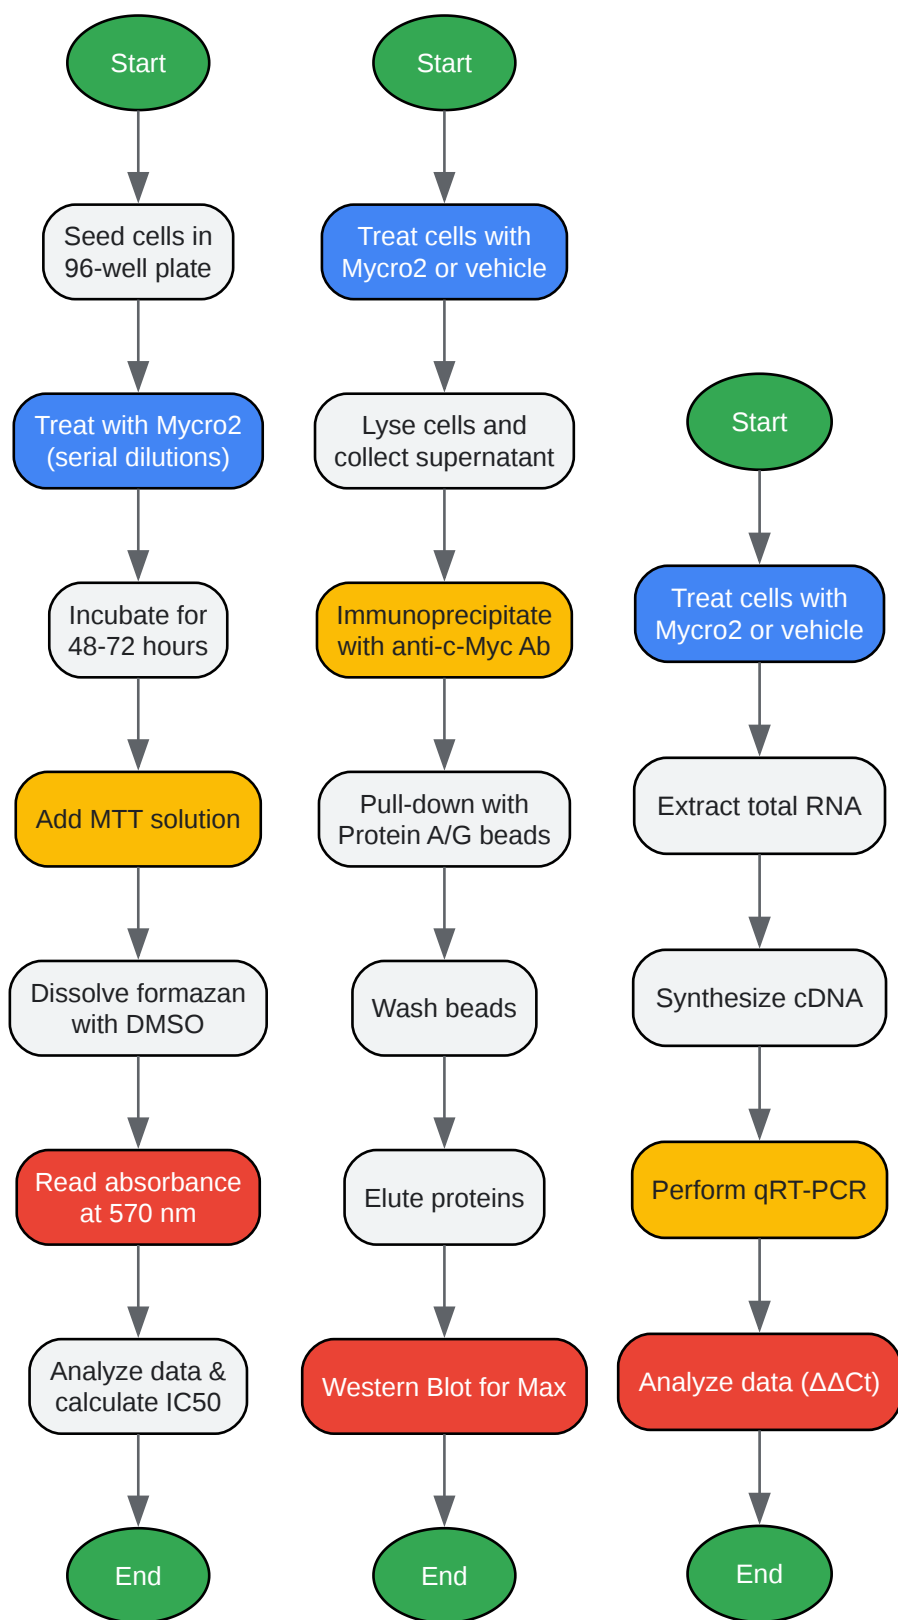 Start
Seed cells in
96-well plate
Treat with Mycro2
(serial dilutions)
Incubate for
48-72 hours
Add MTT solution
Dissolve formazan
with DMSO
Read absorbance
at 570 nm
Analyze data &
calculate IC50
End
Start
Treat cells with
Mycro2 or vehicle
Lyse cells and
collect supernatant
Immunoprecipitate
with anti-c-Myc Ab
Pull-down with
Protein A/G beads
Wash beads
Elute proteins
Western Blot for Max
End
Start
Treat cells with
Mycro2 or vehicle
Extract total RNA
Synthesize cDNA
Perform qRT-PCR
Analyze data (ΔΔCt)
End